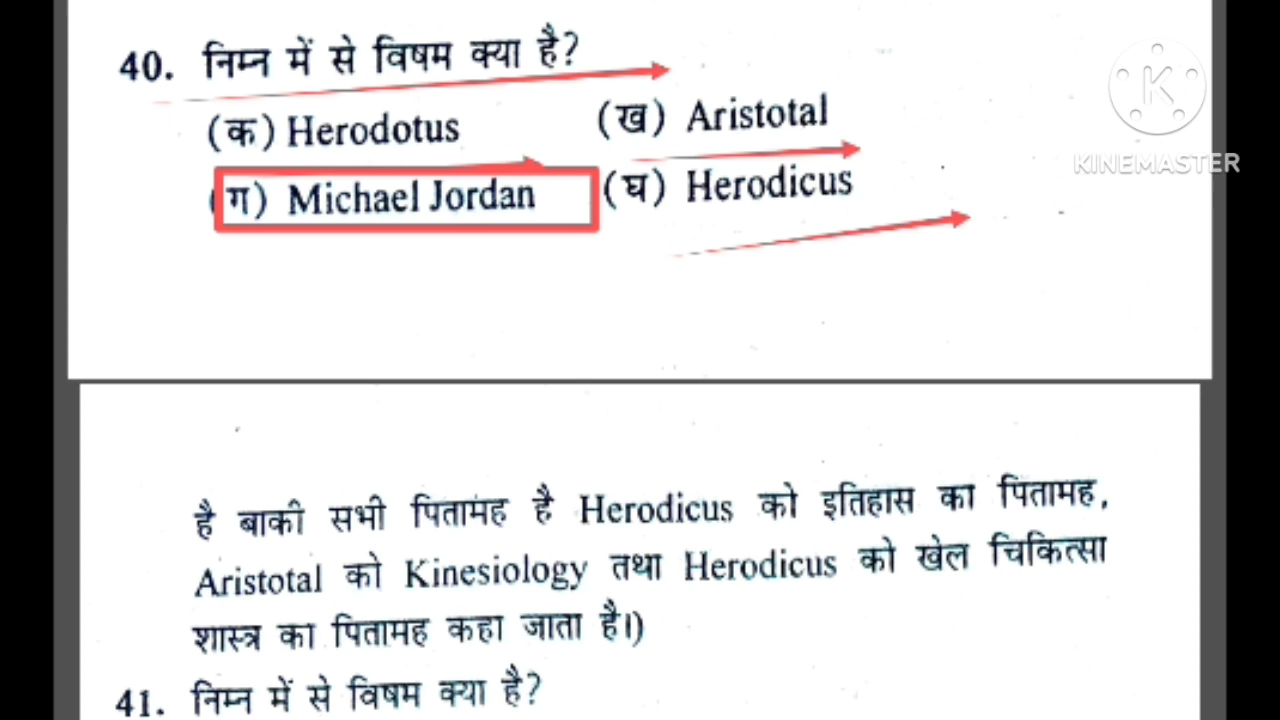 40. निम्न में से विषम क्या है?
(क) Herodotus (ख) Aristotal
(ग) Michael Jordan (घ) Herodicus
K
KINEMASTER
है बाकी सभी पितामह है Herodicus को इतिहास का पितामह,
Aristotal को Kinesiology तथा Herodicus को खेल चिकित्सा
शास्त्र का पितामह कहा जाता है।)
41. निम्न में से विषम क्या है?